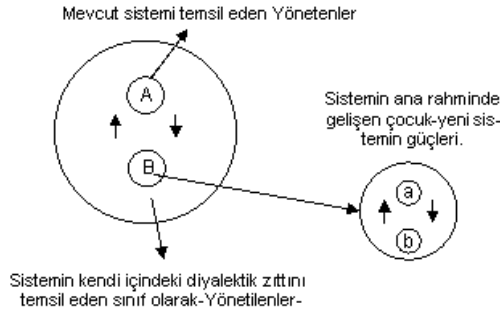 Mevcut sistemi temsil eden Yönetenler
A
Sistemin ana rahminde
gelişen çocuk-yeni sis-
temin güçleri.
B
a
b
Sistemin kendi içindeki diyalektik zıttını
temsil eden sınıf olarak-Yönetilenler-